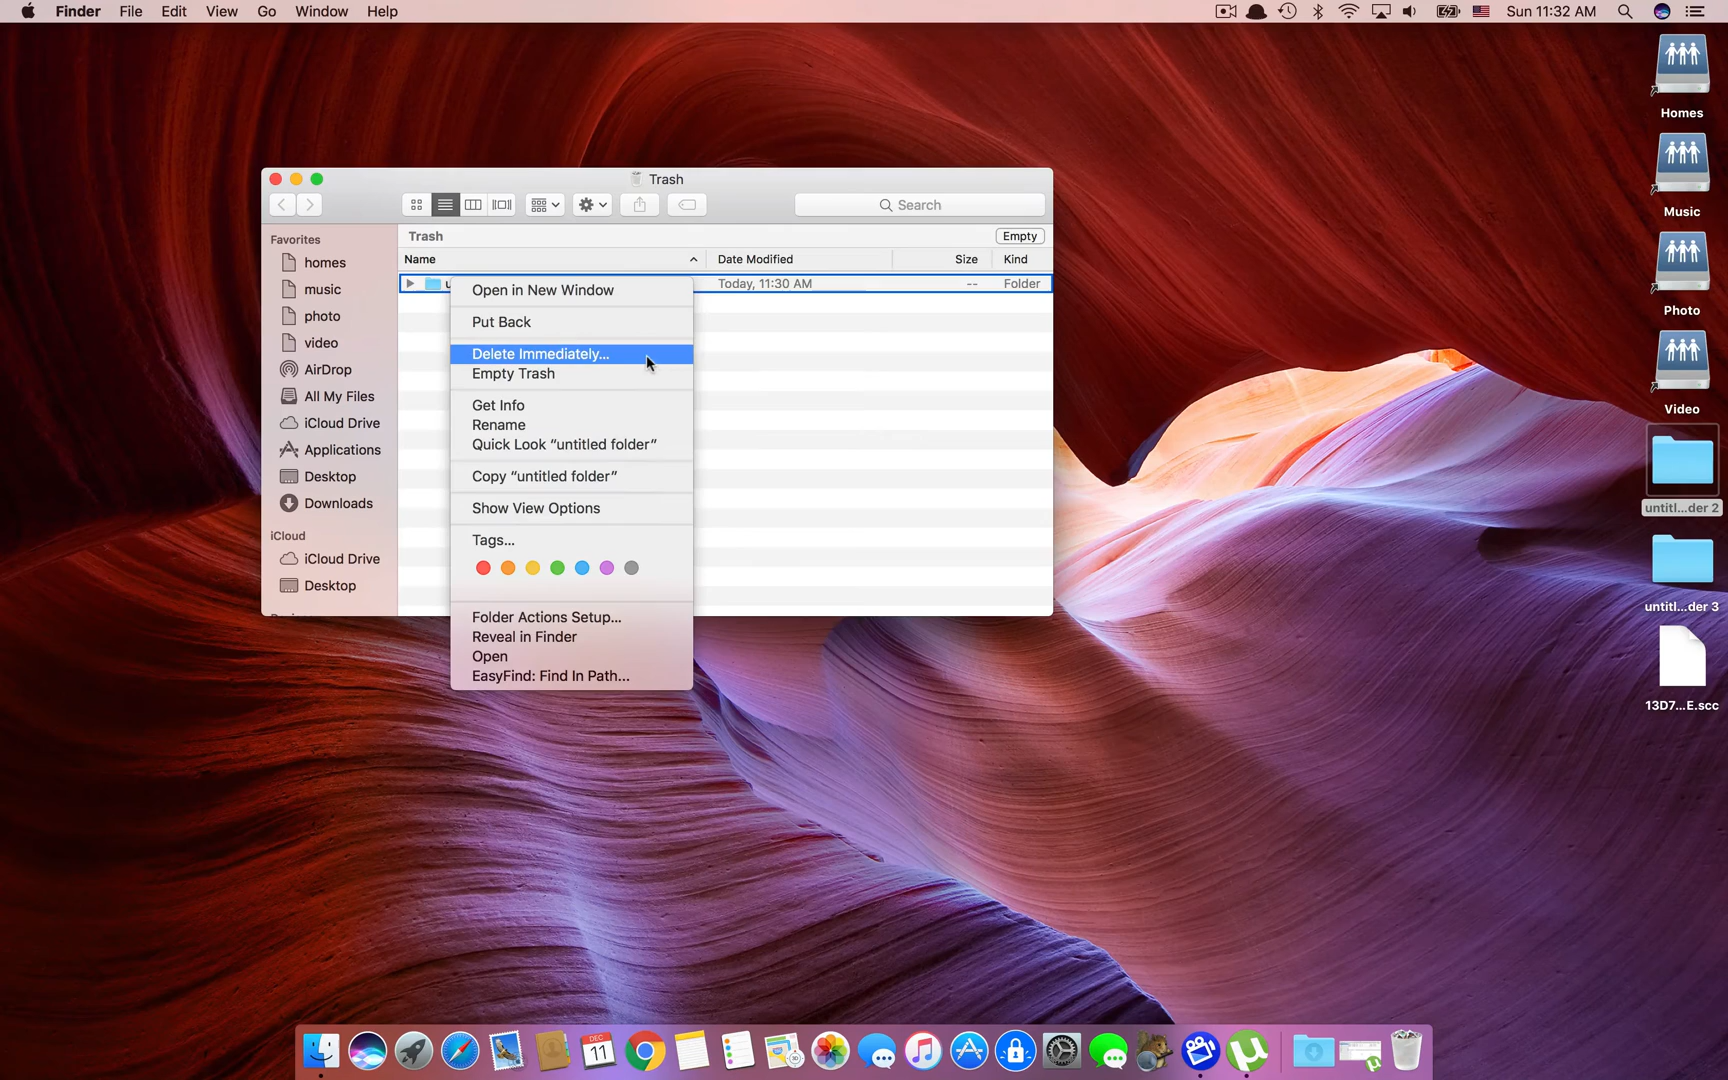 Finder File Edit View Go Window Help
Sun 11:32 AM
Trash
Search
Trash
Empty
Name Date Modified Size Kind
Today, 11:30 AM -- Folder
Favorites
homes
music
photo
video
AirDrop
All My Files
iCloud Drive
Applications
Desktop
Downloads
iCloud
iCloud Drive
Desktop
Open in New Window
Put Back
Delete Immediately...
Empty Trash
Get Info
Rename
Quick Look “untitled folder”
Copy “untitled folder”
Show View Options
Tags...
Folder Actions Setup...
Reveal in Finder
Open
EasyFind: Find In Path...
Homes
Music
Photo
Video
untitl...der 2
untitl...der 3
13D7...E.scc
DEC
11